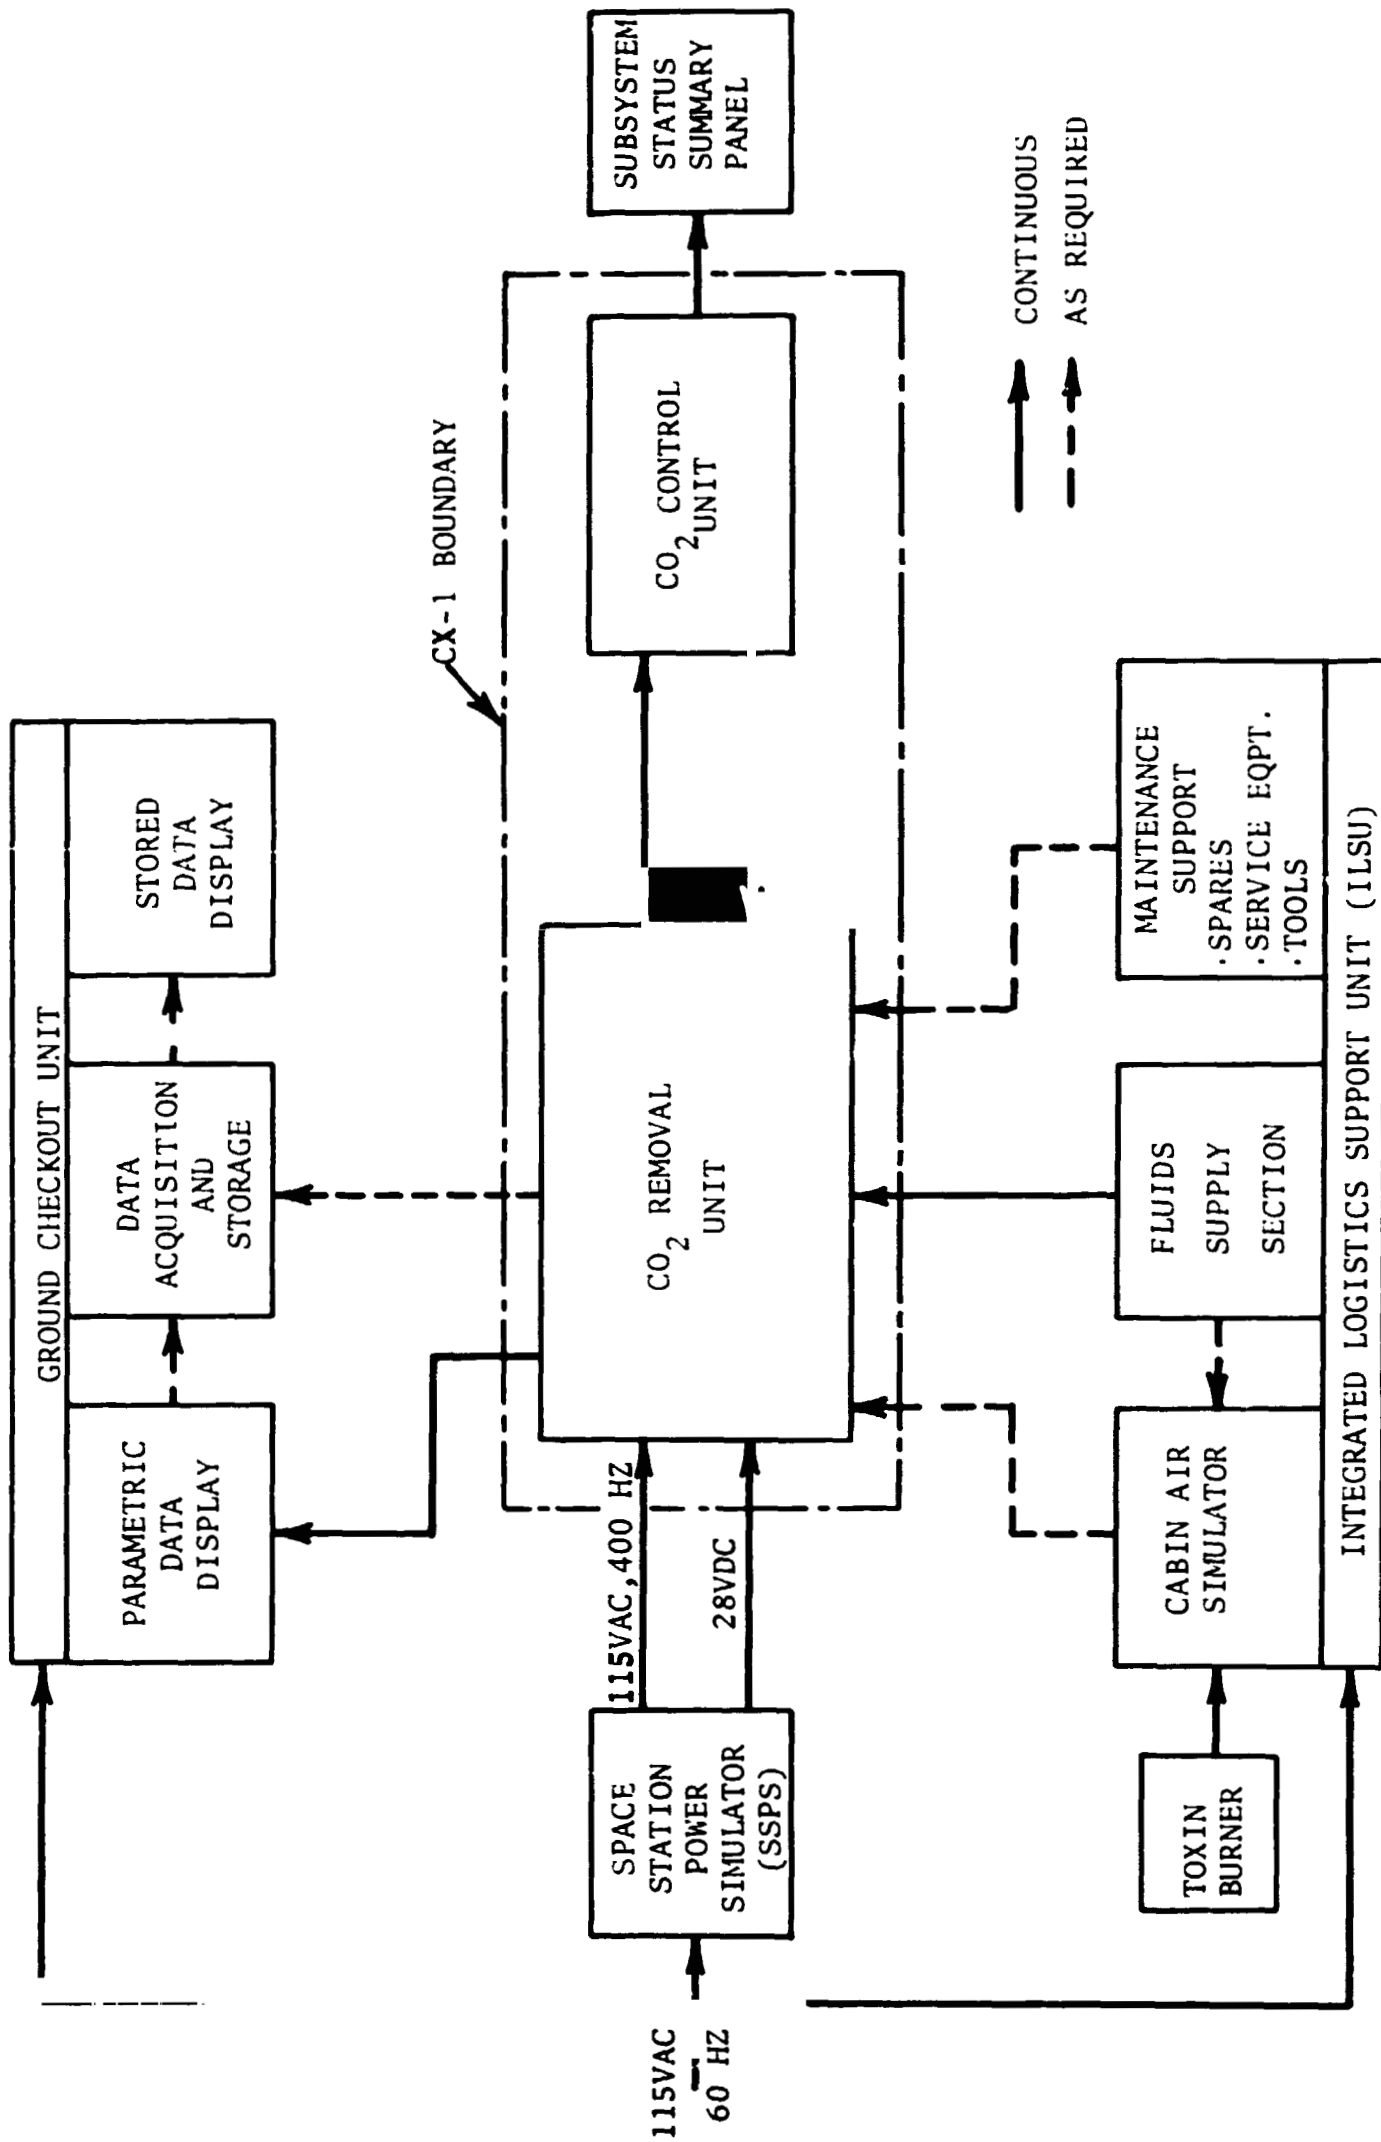 GROUND CHECKOUT UNIT
PARAMETRIC
DATA
DISPLAY
DATA
ACQUISITION
AND
STORAGE
STORED
DATA
DISPLAY
CX-1 BOUNDARY
115VAC
60 HZ
SPACE
STATION
POWER
SIMULATOR
(SSPS)
115VAC,400 HZ
28VDC
CO2 REMOVAL
UNIT
CO2 CONTROL
UNIT
SUBSYSTEM
STATUS
SUMMARY
PANEL
CONTINUOUS
AS REQUIRED
TOXIN
BURNER
CABIN AIR
SIMULATOR
FLUIDS
SUPPLY
SECTION
MAINTENANCE
SUPPORT
·SPARES
·SERVICE EQPT.
·TOOLS
INTEGRATED LOGISTICS SUPPORT UNIT (ILSU)